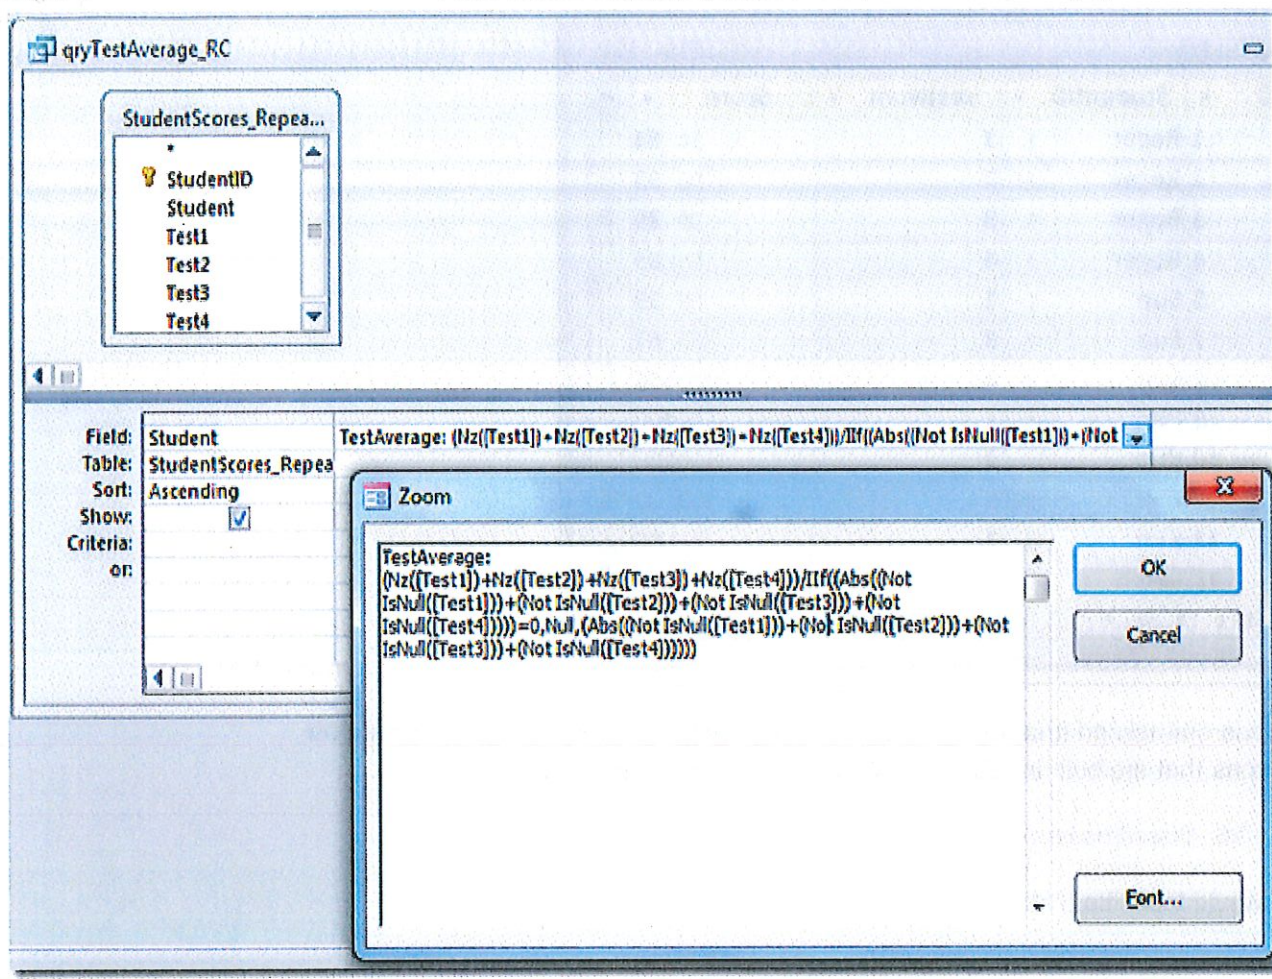 qryTestAverage_RC
StudentScores_Repea...
*
StudentID
Student
Test1
Test2
Test3
Test4
Field: Student TestAverage: (Nz([Test1])+Nz([Test2])+Nz([Test3])+Nz([Test4]))/IIf((Abs((Not IsNull([Test1]))+(Not
Table: StudentScores_Repea
Sort: Ascending
Show:
Criteria:
or:
Zoom
TestAverage:
(Nz([Test1])+Nz([Test2])+Nz([Test3])+Nz([Test4]))/IIf((Abs((Not
IsNull([Test1]))+(Not IsNull([Test2]))+(Not IsNull([Test3]))+(Not
IsNull([Test4]))))=0,Null,(Abs((Not IsNull([Test1]))+(Not IsNull([Test2]))+(Not
IsNull([Test3]))+(Not IsNull([Test4])))))
OK
Cancel
Font...